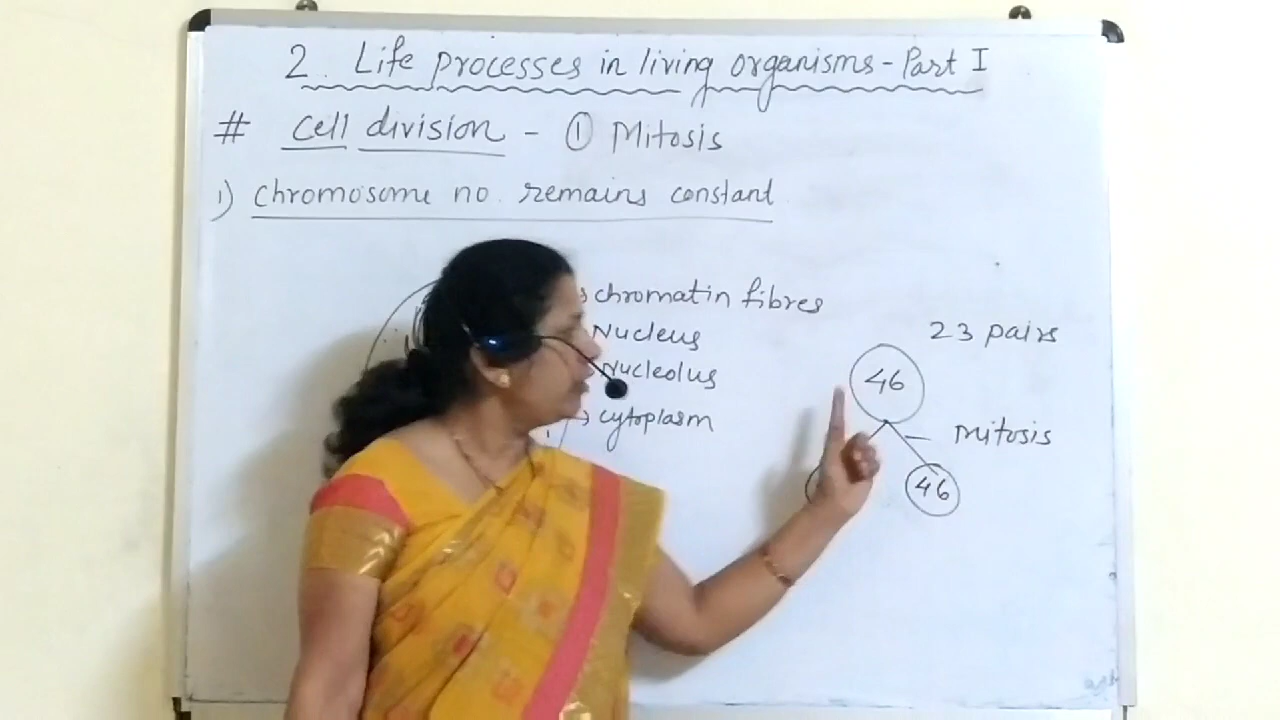 2. Life processes in living organisms - Part I
# Cell division - ① Mitosis
1) Chromosome no. remains constant
chromatin fibres
Nucleus
Nucleolus
cytoplasm
23 pairs
46
Mitosis
46